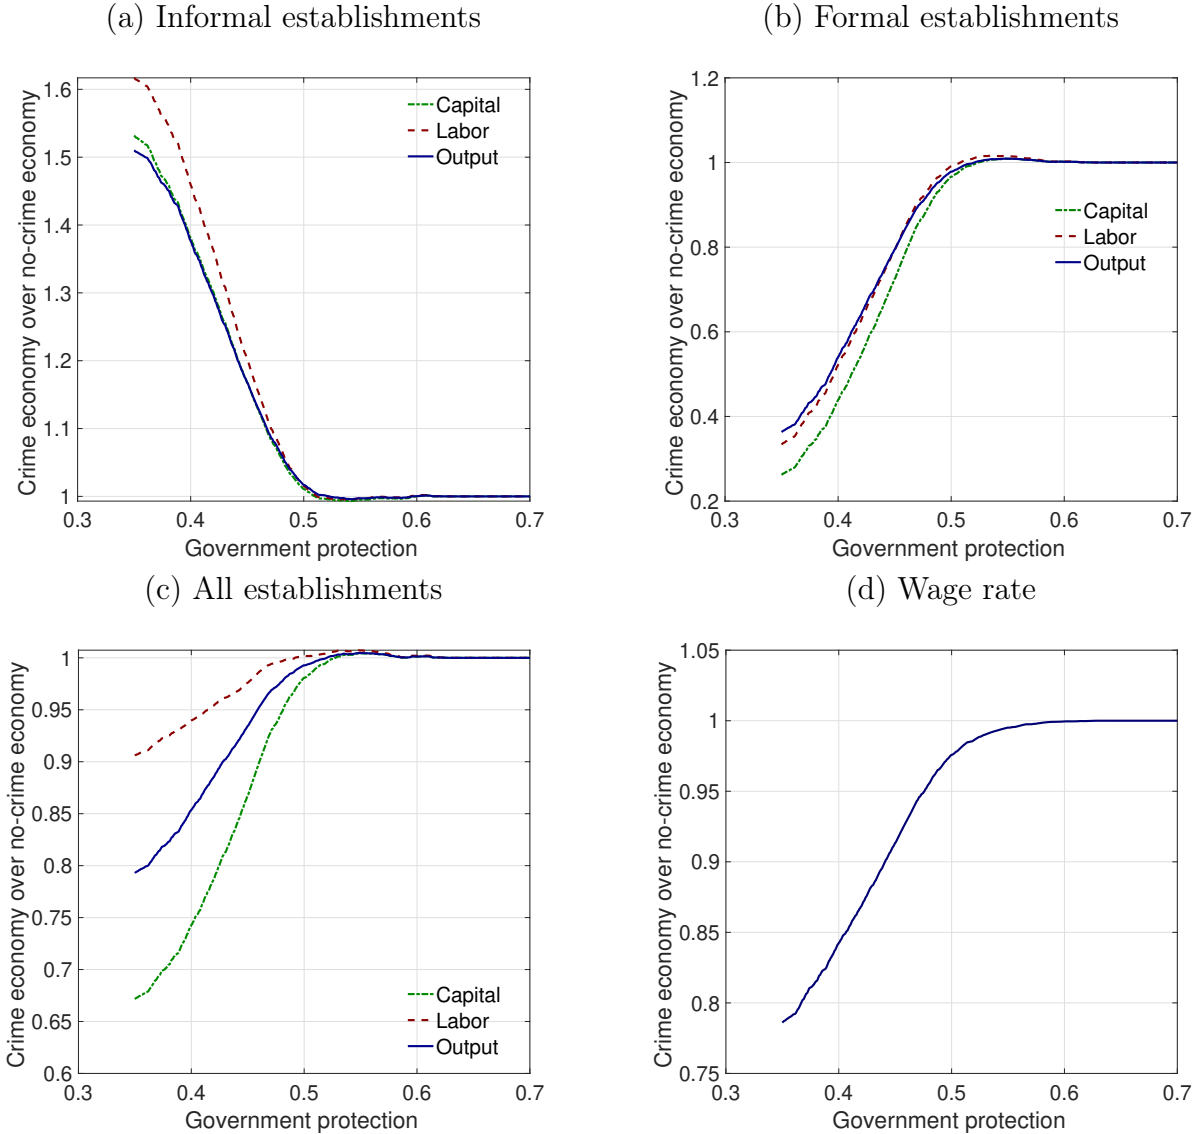 (a) Informal establishments
Crime economy over no-crime economy
1.6
1.5
1.4
1.3
1.2
1.1
1
0.3
0.4
0.5
0.6
0.7
Government protection
Capital
Labor
Output
(b) Formal establishments
Crime economy over no-crime economy
1.2
1
0.8
0.6
0.4
0.2
0.3
0.4
0.5
0.6
0.7
Government protection
Capital
Labor
Output
(c) All establishments
Crime economy over no-crime economy
1
0.95
0.9
0.85
0.8
0.75
0.7
0.65
0.6
0.3
0.4
0.5
0.6
0.7
Government protection
Capital
Labor
Output
(d) Wage rate
Crime economy over no-crime economy
1.05
1
0.95
0.9
0.85
0.8
0.75
0.3
0.4
0.5
0.6
0.7
Government protection